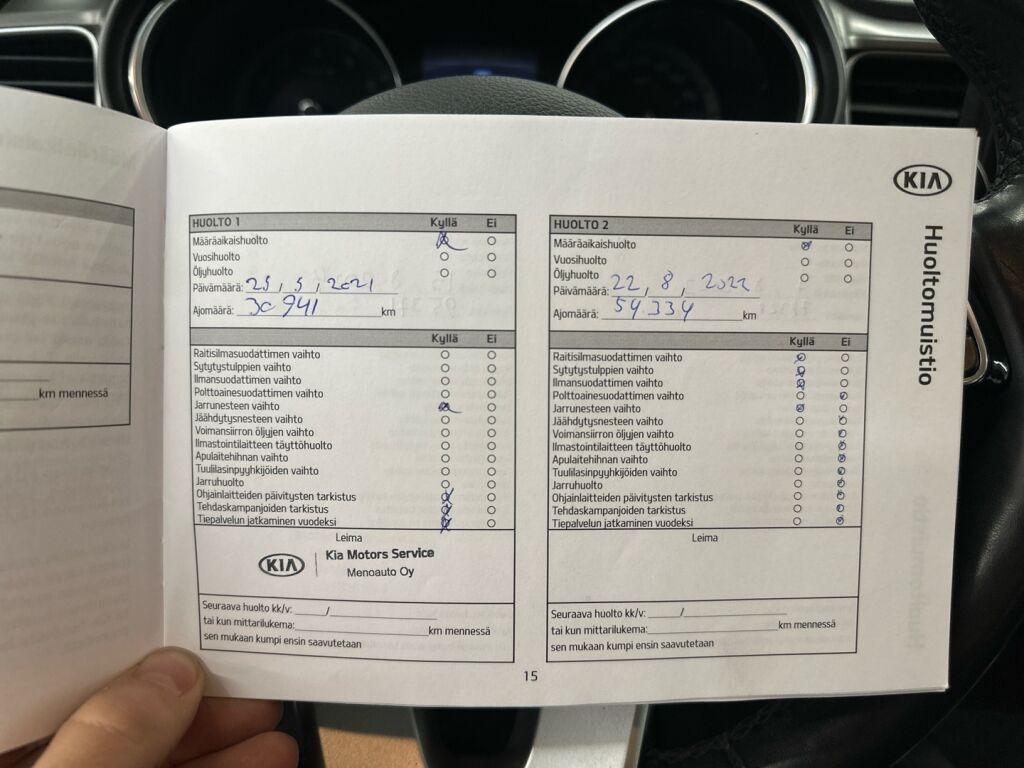 KIA
Huoltomuistio
km mennessä
HUOLTO 1 Kyllä Ei
Määräaikaishuolto
Vuosihuolto
Öljyhuolto
Päivämäärä: 25, 5, 2021
Ajomäärä: 30 941 km
Kyllä Ei
Raitisilmasuodattimen vaihto
Sytytystulppien vaihto
Ilmansuodattimen vaihto
Polttoainesuodattimen vaihto
Jarrunesteen vaihto
Jäähdytysnesteen vaihto
Voimansiirron öljyjen vaihto
Ilmastointilaitteen täyttöhuolto
Apulaitehihnan vaihto
Tuulilasinpyyhkijöiden vaihto
Jarruhuolto
Ohjainlaitteiden päivitysten tarkistus
Tehdaskampanjoiden tarkistus
Tiepalvelun jatkaminen vuodeksi
Leima
KIA Kia Motors Service
Menoauto Oy
Seuraava huolto kk/v: /
tai kun mittarilukema: km mennessä
sen mukaan kumpi ensin saavutetaan
HUOLTO 2 Kyllä Ei
Määräaikaishuolto
Vuosihuolto
Öljyhuolto
Päivämäärä: 22, 8, 2022
Ajomäärä: 54.334 km
Kyllä Ei
Raitisilmasuodattimen vaihto
Sytytystulppien vaihto
Ilmansuodattimen vaihto
Polttoainesuodattimen vaihto
Jarrunesteen vaihto
Jäähdytysnesteen vaihto
Voimansiirron öljyjen vaihto
Ilmastointilaitteen täyttöhuolto
Apulaitehihnan vaihto
Tuulilasinpyyhkijöiden vaihto
Jarruhuolto
Ohjainlaitteiden päivitysten tarkistus
Tehdaskampanjoiden tarkistus
Tiepalvelun jatkaminen vuodeksi
Leima
Seuraava huolto kk/v: /
tai kun mittarilukema: km mennessä
sen mukaan kumpi ensin saavutetaan
15